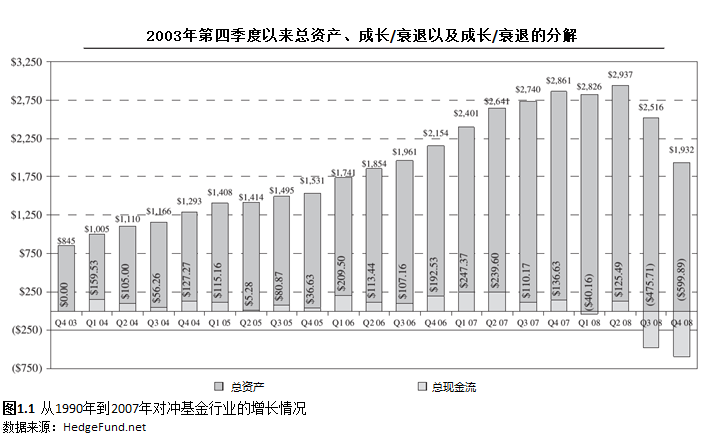 2003年第四季度以来总资产、成长/衰退以及成长/衰退的分解
$3,250
$2,750
$2,250
$1,750
$1,250
$750
$250
($250)
($750)
$845 $1,005 $1,110 $1,166 $1,293 $1,408 $1,414 $1,495 $1,531 $1,741 $1,854 $1,961 $2,154 $2,401 $2,641 $2,740 $2,861 $2,826 $2,937 $2,516 $1,932
$0.00 $159.53 $105.00 $56.26 $127.27 $115.16 $5.28 $80.87 $36.63 $209.50 $113.44 $107.16 $192.53 $247.37 $239.60 $110.17 $136.63 ($40.16) $125.49 ($475.71) ($599.89)
Q4 03 Q1 04 Q2 04 Q3 04 Q4 04 Q1 05 Q2 05 Q3 05 Q4 05 Q1 06 Q2 06 Q3 06 Q4 06 Q1 07 Q2 07 Q3 07 Q4 07 Q1 08 Q2 08 Q3 08 Q4 08
总资产 总现金流
图1.1 从1990年到2007年对冲基金行业的增长情况
数据来源：HedgeFund.net